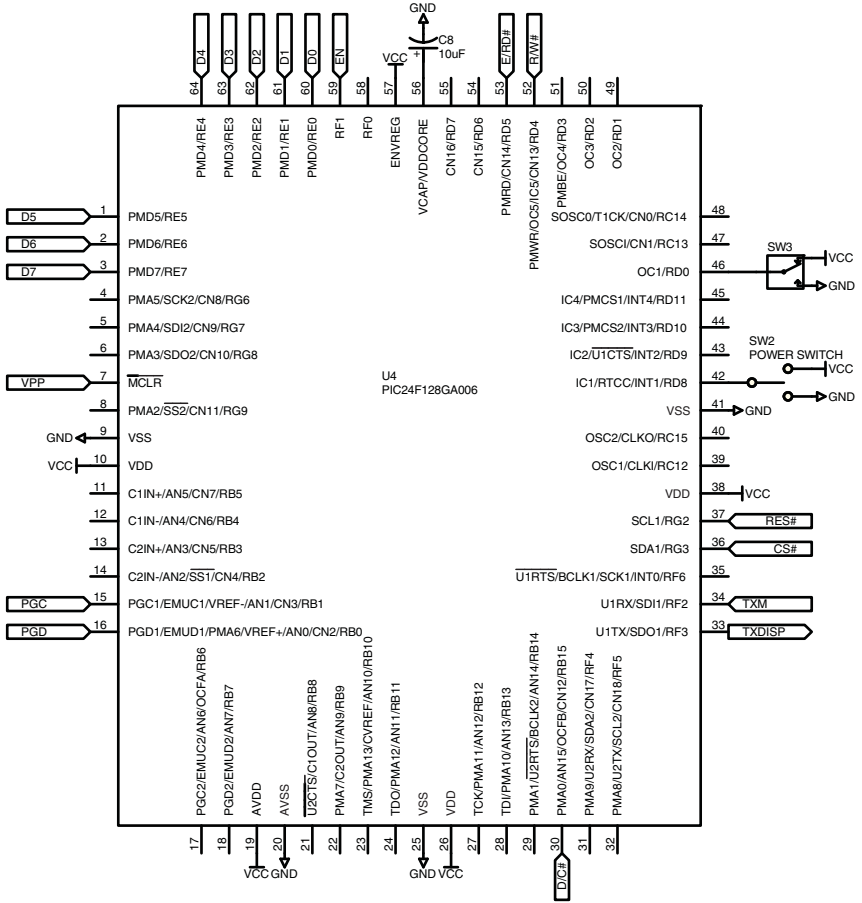 GND
C8
10uF
VCC
+
D4
D3
D2
D1
D0
EN
E/RD#
R/W#
64
63
62
61
60
59
58
57
56
55
54
53
52
51
50
49
PMD4/RE4
PMD3/RE3
PMD2/RE2
PMD1/RE1
PMD0/RE0
RF1
RF0
ENVREG
VCAP/VDDCORE
CN16/RD7
CN15/RD6
PMRD/CN14/RD5
PMWR/OC5/IC5/CN13/RD4
PMBE/OC4/RD3
OC3/RD2
OC2/RD1
D5 1 PMD5/RE5
D6 2 PMD6/RE6
D7 3 PMD7/RE7
4 PMA5/SCK2/CN8/RG6
5 PMA4/SDI2/CN9/RG7
6 PMA3/SDO2/CN10/RG8
VPP 7 MCLR
8 PMA2/SS2/CN11/RG9
GND 9 VSS
VCC 10 VDD
11 C1IN+/AN5/CN7/RB5
12 C1IN-/AN4/CN6/RB4
13 C2IN+/AN3/CN5/RB3
14 C2IN-/AN2/SS1/CN4/RB2
PGC 15 PGC1/EMUC1/VREF-/AN1/CN3/RB1
PGD 16 PGD1/EMUD1/PMA6/VREF+/AN0/CN2/RB0
U4
PIC24F128GA006
SOSC0/T1CK/CN0/RC14 48
SOSCI/CN1/RC13 47
OC1/RD0 46
SW3
VCC
GND
IC4/PMCS1/INT4/RD11 45
IC3/PMCS2/INT3/RD10 44
IC2/U1CTS/INT2/RD9 43
SW2
POWER SWITCH
IC1/RTCC/INT1/RD8 42
VCC
GND
VSS 41 GND
OSC2/CLKO/RC15 40
OSC1/CLKI/RC12 39
VDD 38 VCC
SCL1/RG2 37 RES#
SDA1/RG3 36 CS#
U1RTS/BCLK1/SCK1/INT0/RF6 35
U1RX/SDI1/RF2 34 TXM
U1TX/SDO1/RF3 33 TXDISP
PGC2/EMUC2/AN6/OCFA/RB6
PGD2/EMUD2/AN7/RB7
AVDD
AVSS
U2CTS/C1OUT/AN8/RB8
PMA7/C2OUT/AN9/RB9
TMS/PMA13/CVREF/AN10/RB10
TDO/PMA12/AN11/RB11
VSS
VDD
TCK/PMA11/AN12/RB12
TDI/PMA10/AN13/RB13
PMA1/U2RTS/BCLK2/AN14/RB14
PMA0/AN15/OCFB/CN12/RB15
PMA9/U2RX/SDA2/CN17/RF4
PMA8/U2TX/SCL2/CN18/RF5
17
18
19
20
21
22
23
24
25
26
27
28
29
30
31
32
VCC
GND
GND
VCC
D/C#